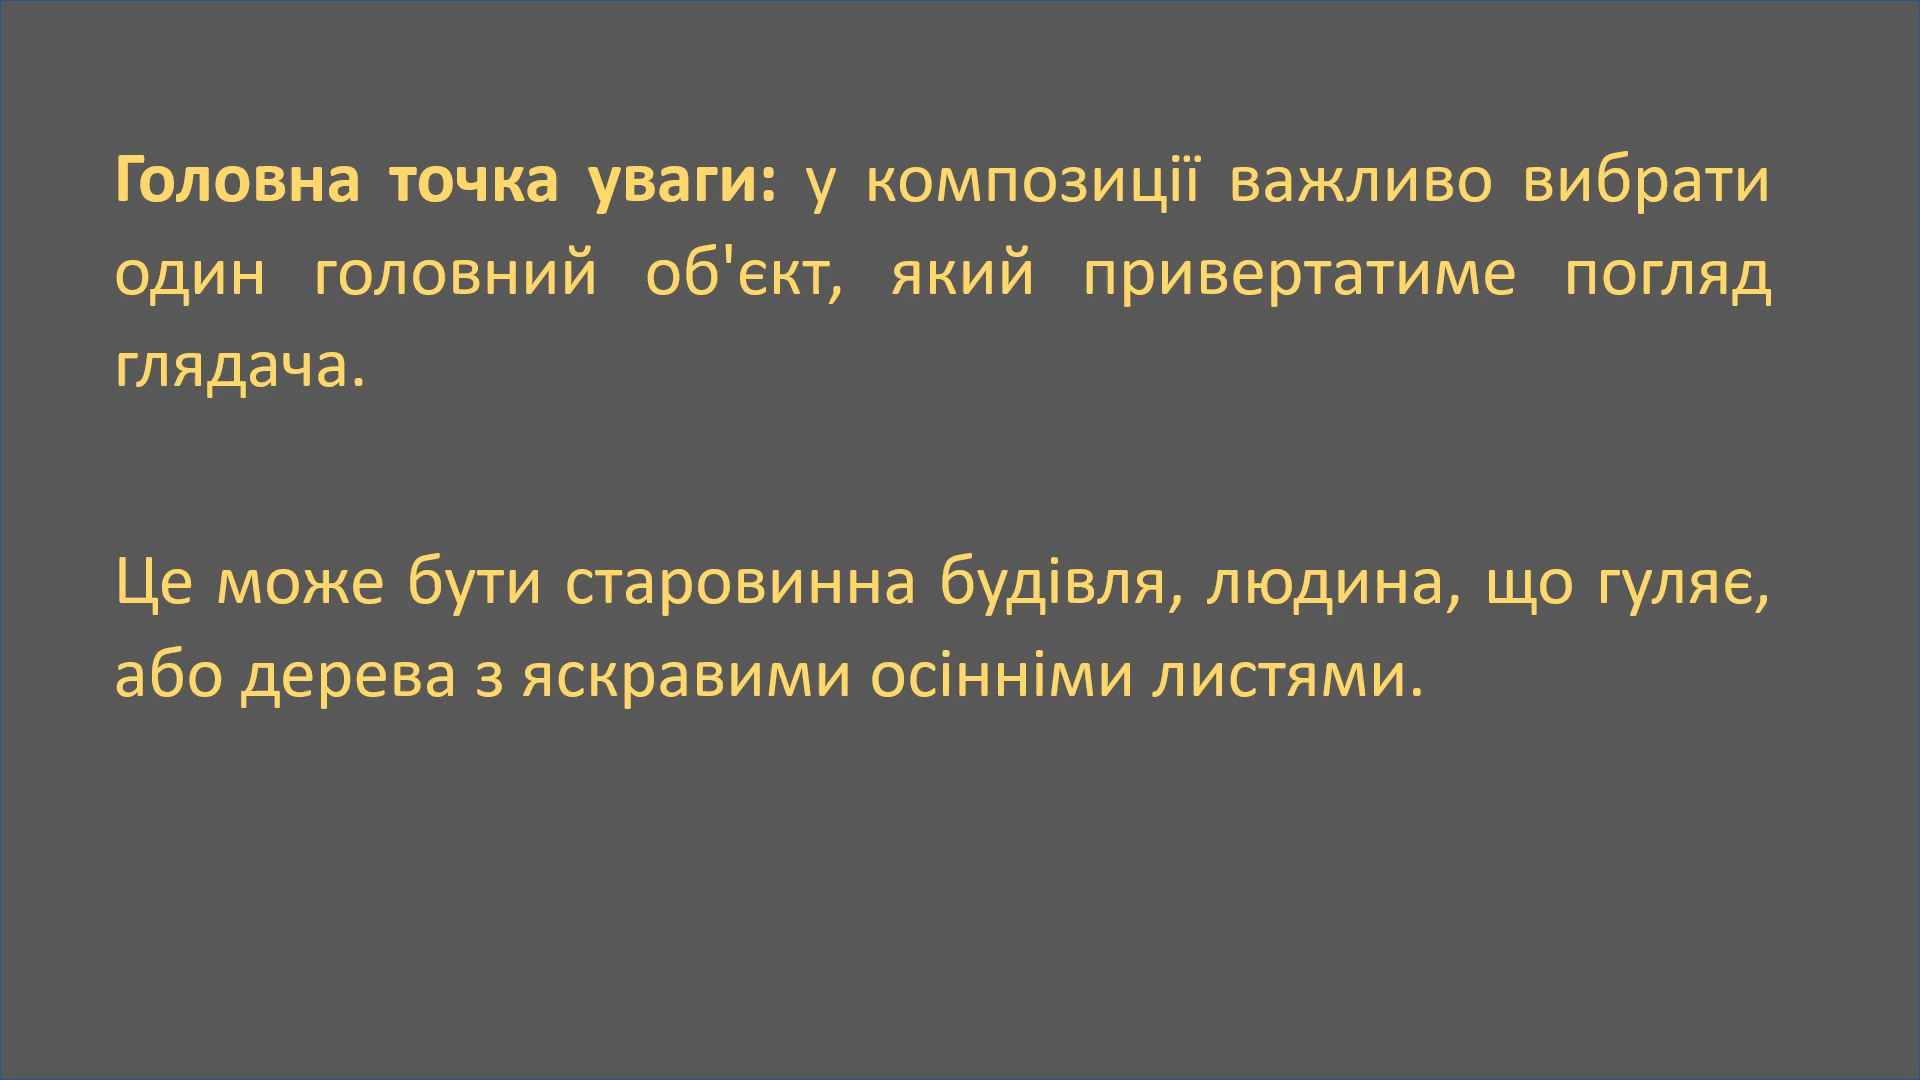 Головна точка уваги: у композиції важливо вибрати
один головний об'єкт, який привертатиме погляд
глядача.
Це може бути старовинна будівля, людина, що гуляє,
або дерева з яскравими осінніми листями.